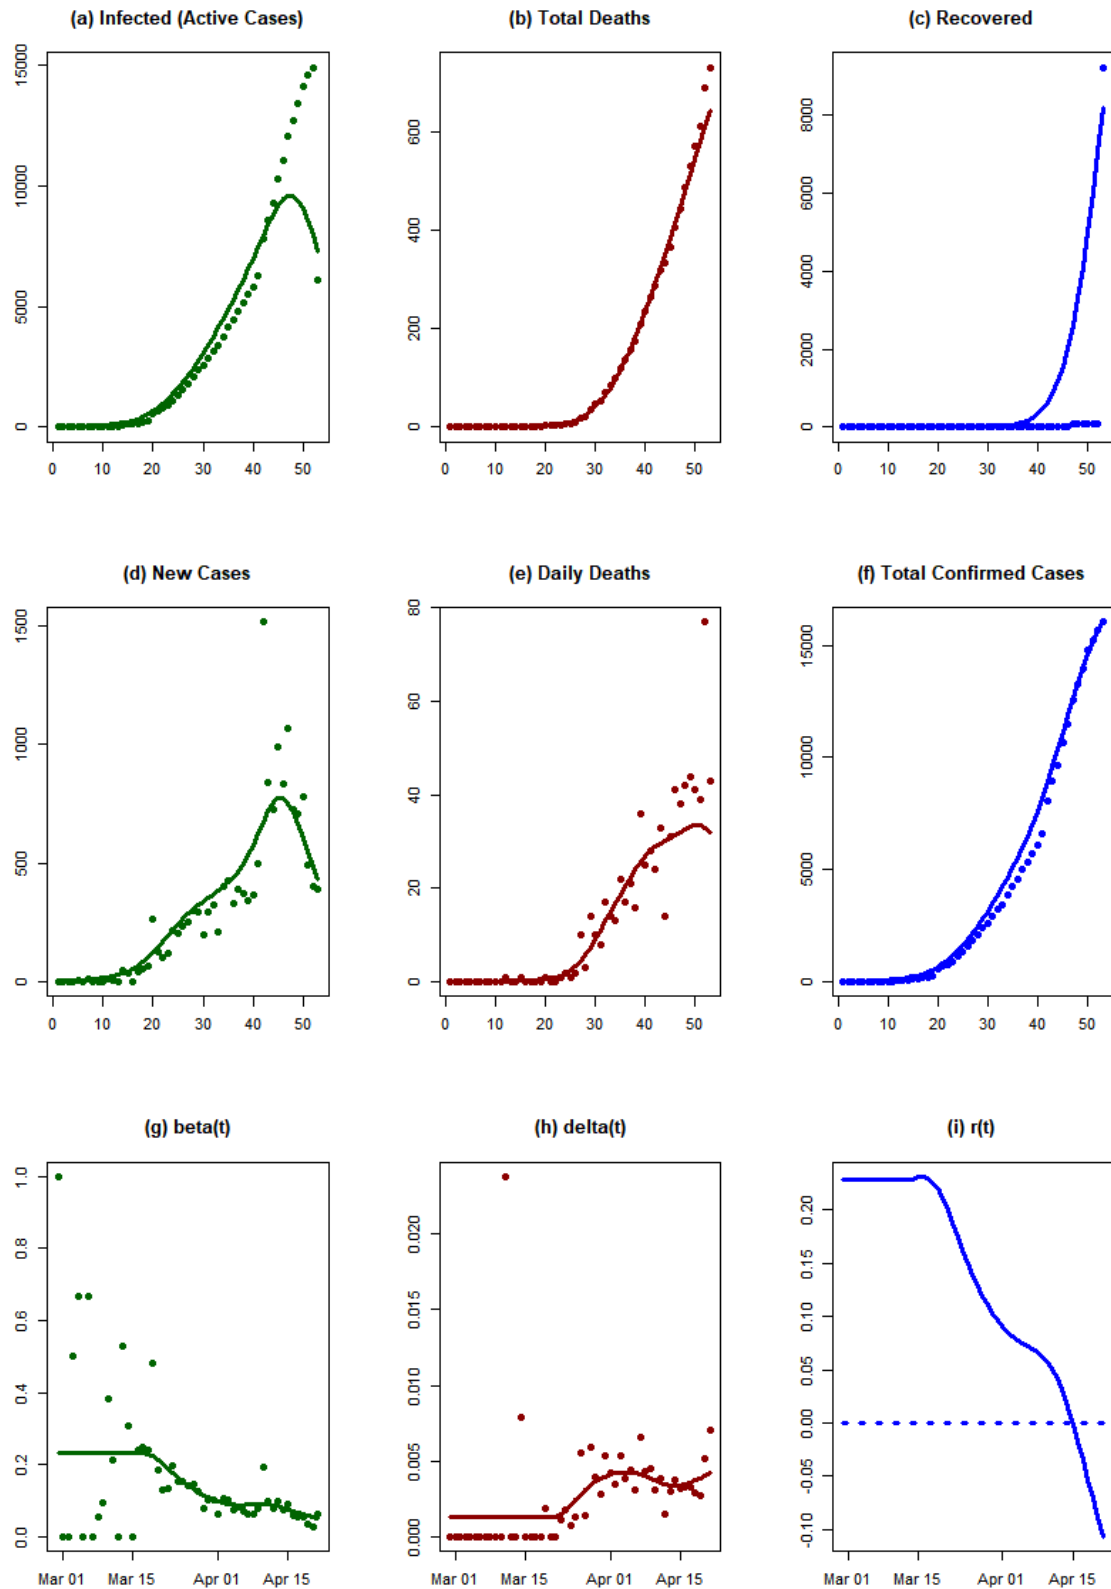 (a) Infected (Active Cases)
(b) Total Deaths
(c) Recovered
15000
10000
5000
0
0 10 20 30 40 50
600
400
200
0
0 10 20 30 40 50
8000
6000
4000
2000
0
0 10 20 30 40 50
(d) New Cases
(e) Daily Deaths
(f) Total Confirmed Cases
1500
1000
500
0
0 10 20 30 40 50
80
60
40
20
0
0 10 20 30 40 50
15000
10000
5000
0
0 10 20 30 40 50
(g) beta(t)
(h) delta(t)
(i) r(t)
1.0
0.8
0.6
0.4
0.2
0.0
Mar 01 Mar 15 Apr 01 Apr 15
0.020
0.015
0.010
0.005
0.000
Mar 01 Mar 15 Apr 01 Apr 15
0.20
0.15
0.10
0.05
0.00
-0.05
-0.10
Mar 01 Mar 15 Apr 01 Apr 15